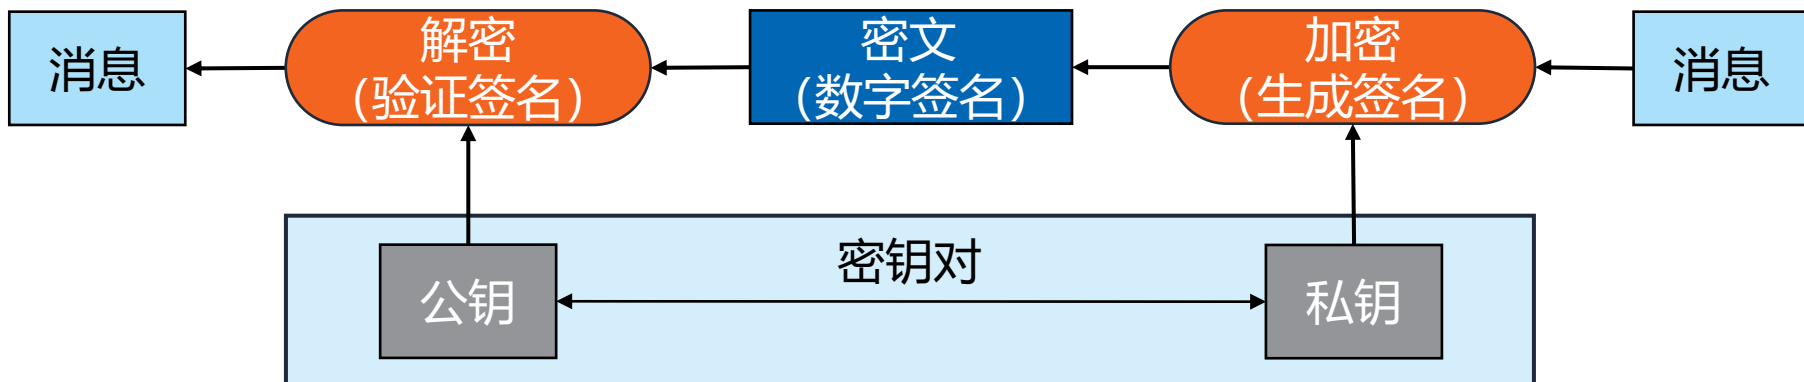 消息
解密
（验证签名）
密文
（数字签名）
加密
（生成签名）
消息
密钥对
公钥
私钥